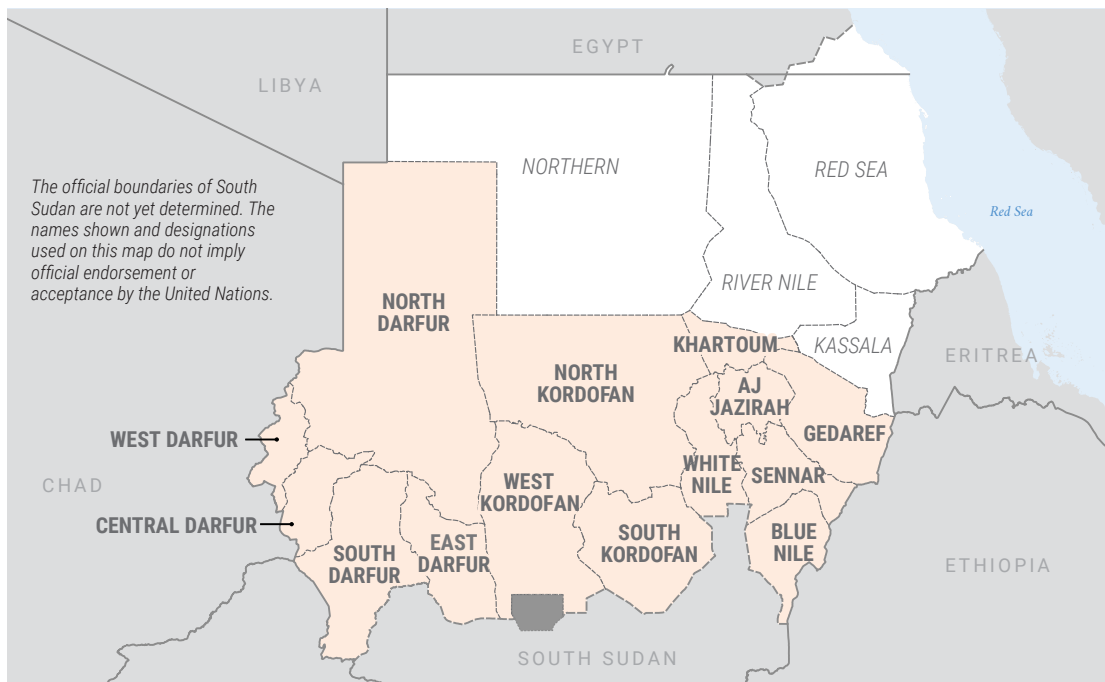 EGYPT
LIBYA
The official boundaries of South
Sudan are not yet determined. The
names shown and designations
used on this map do not imply
official endorsement or
acceptance by the United Nations.
NORTHERN
RED SEA
Red Sea
RIVER NILE
NORTH
DARFUR
KHARTOUM
KASSALA
ERITREA
NORTH
KORDOFAN
AJ
JAZIRAH
GEDAREF
WEST DARFUR
CHAD
WHITE
NILE
SENNAR
WEST
KORDOFAN
CENTRAL DARFUR
SOUTH
DARFUR
EAST
DARFUR
SOUTH
KORDOFAN
BLUE
NILE
ETHIOPIA
SOUTH SUDAN